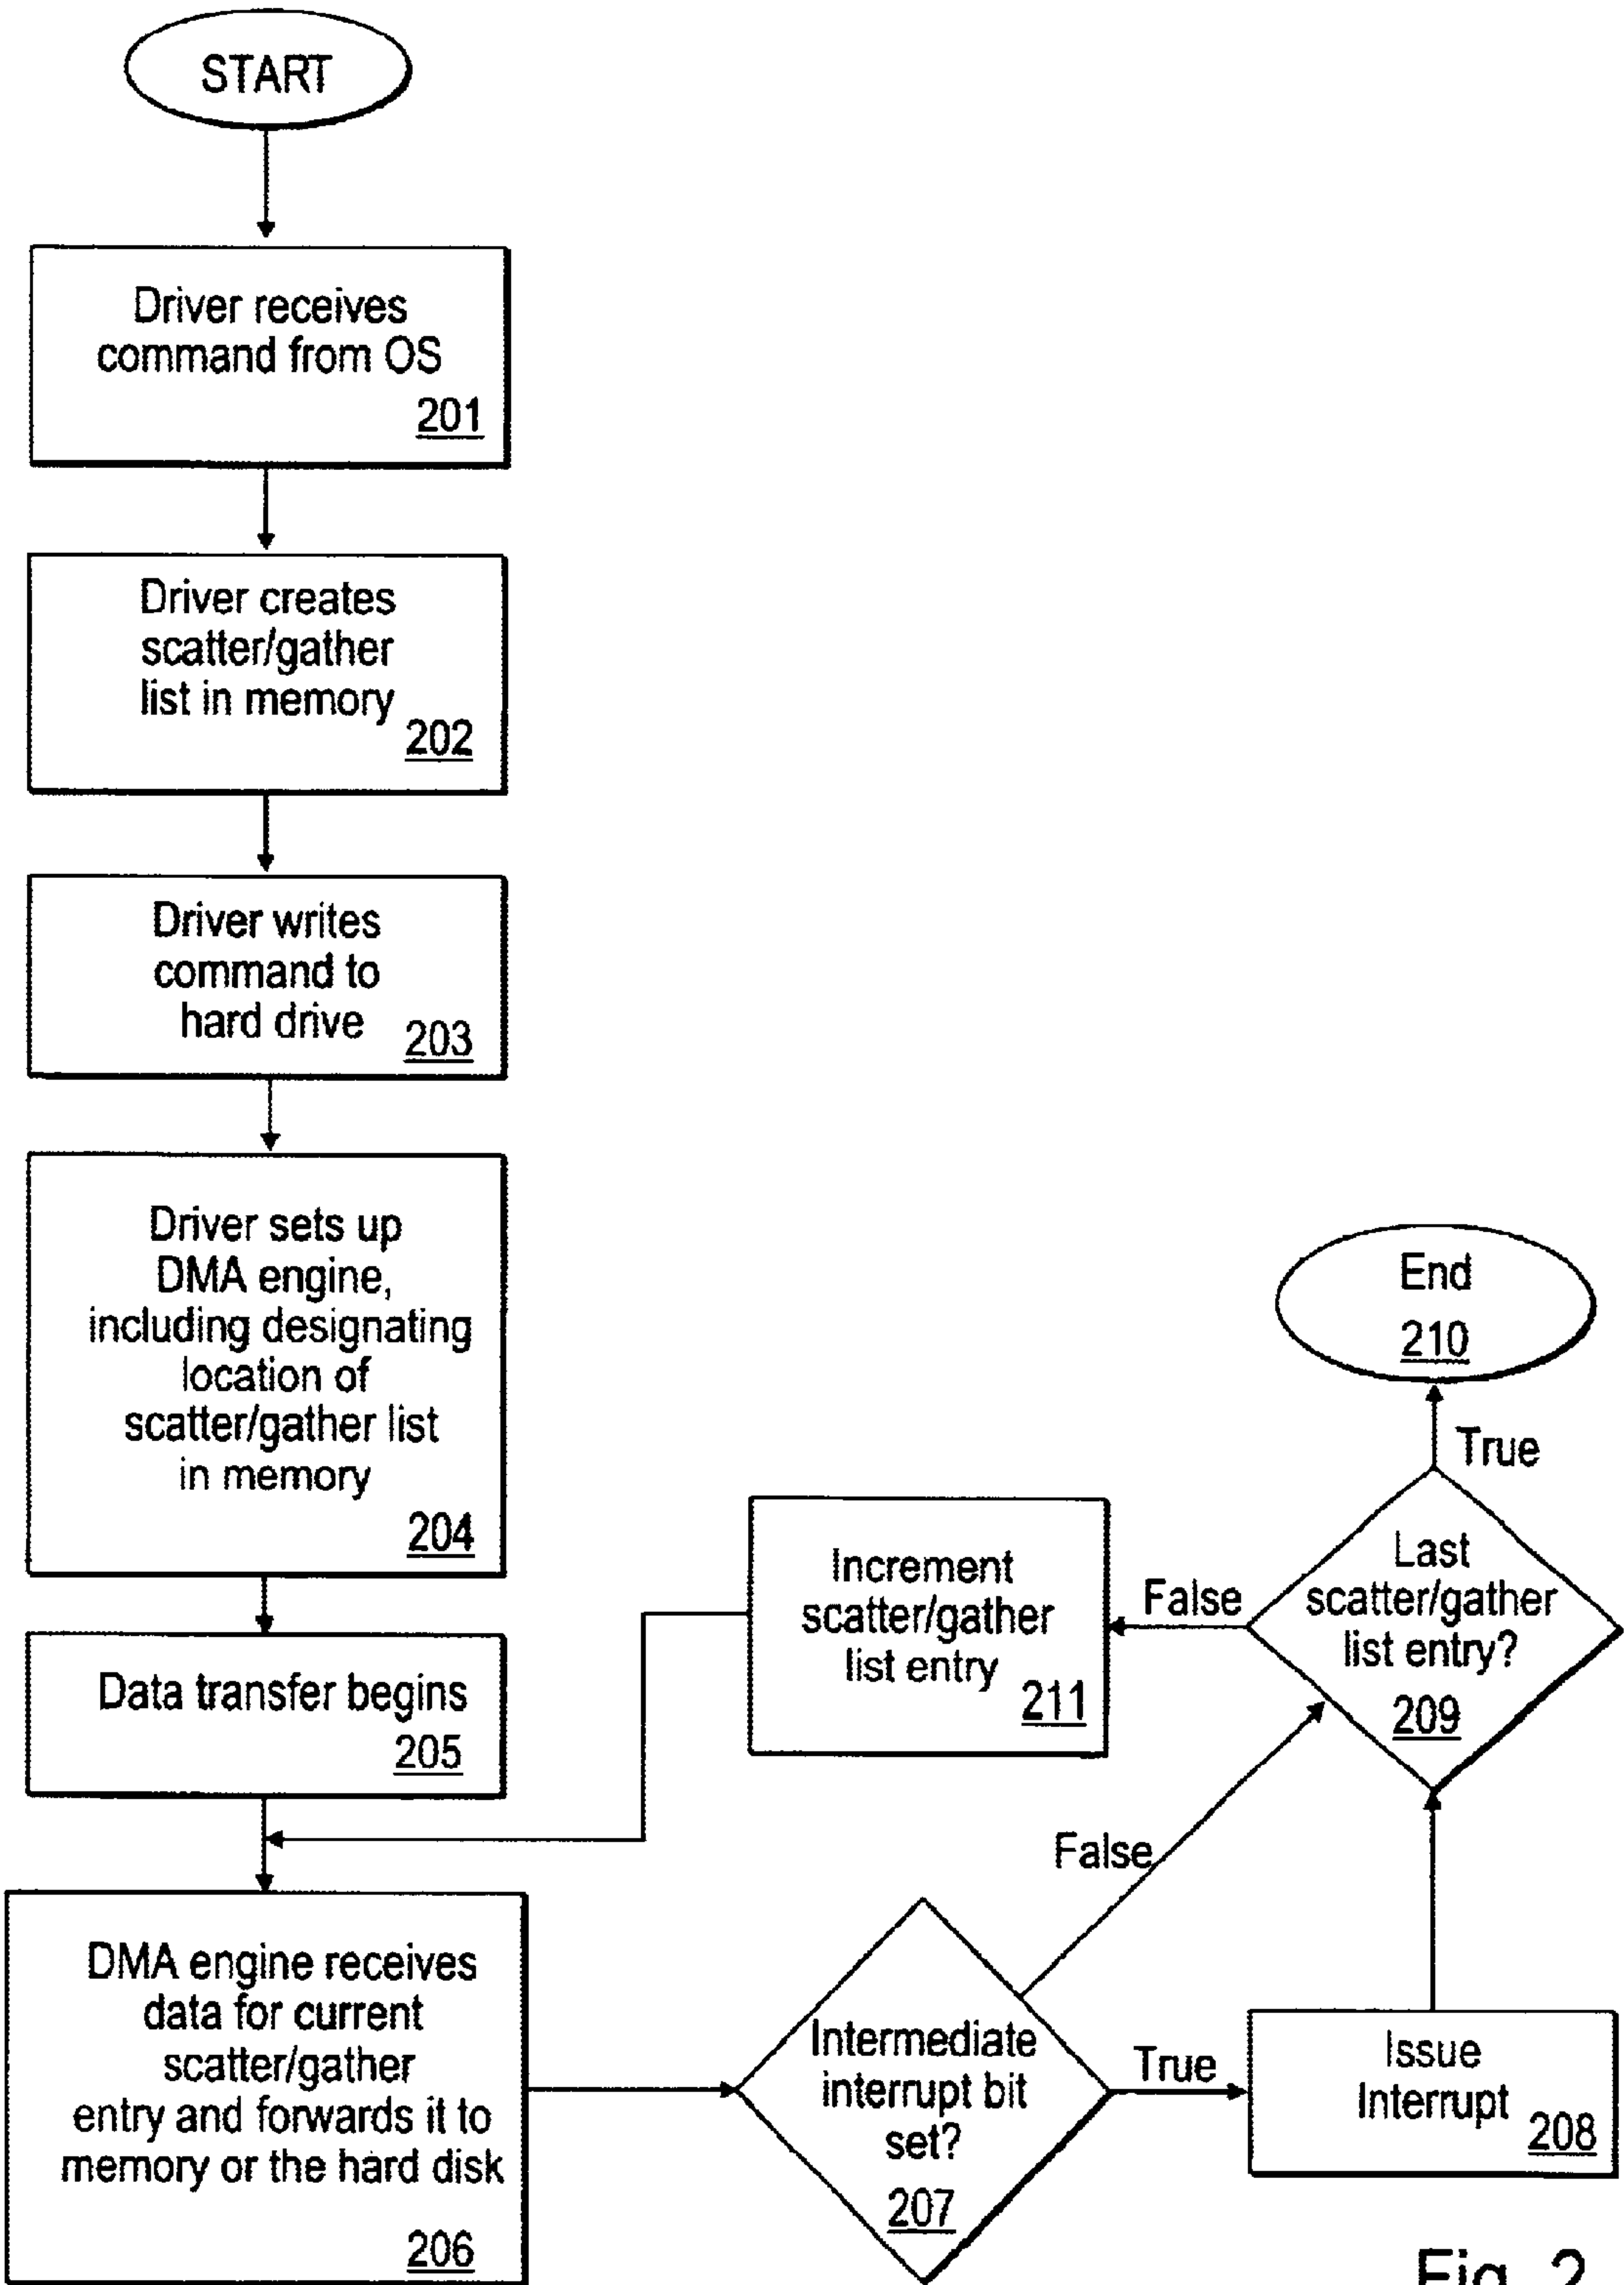 START
Driver receives
command from OS
201
Driver creates
scatter/gather
list in memory
202
Driver writes
command to
hard drive
203
Driver sets up
DMA engine,
including designating
location of
scatter/gather list
in memory
204
Data transfer begins
205
DMA engine receives
data for current
scatter/gather
entry and forwards it to
memory or the hard disk
206
Intermediate
interrupt bit
set?
207
True
False
Issue
Interrupt
208
Last
scatter/gather
list entry?
209
True
False
End
210
Increment
scatter/gather
list entry
211
Fig. 2